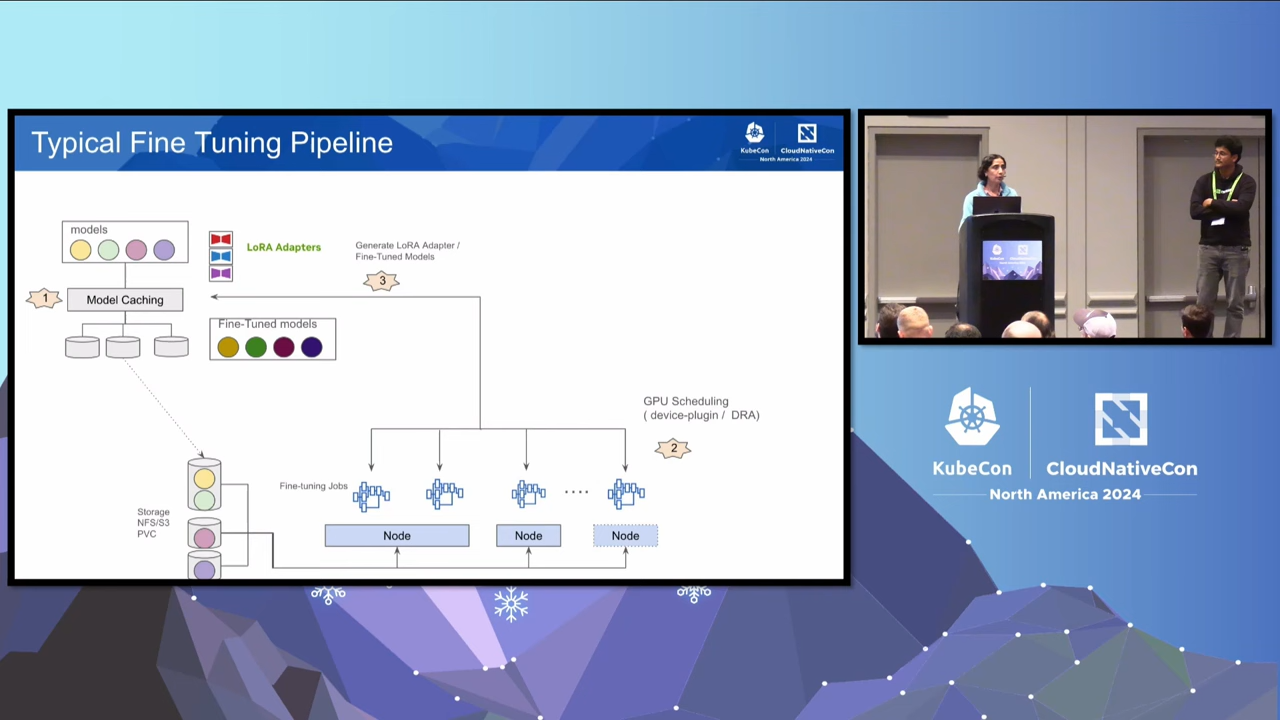 Typical Fine Tuning Pipeline
KubeCon
CloudNativeCon
North America 2024
models
LoRA Adapters
Generate LoRA Adapter /
Fine-Tuned Models
3
1
Model Caching
Fine-Tuned models
GPU Scheduling
( device-plugin / DRA)
2
Fine-tuning Jobs
Storage
NFS/S3
PVC
Node
Node
Node
KubeCon
CloudNativeCon
North America 2024